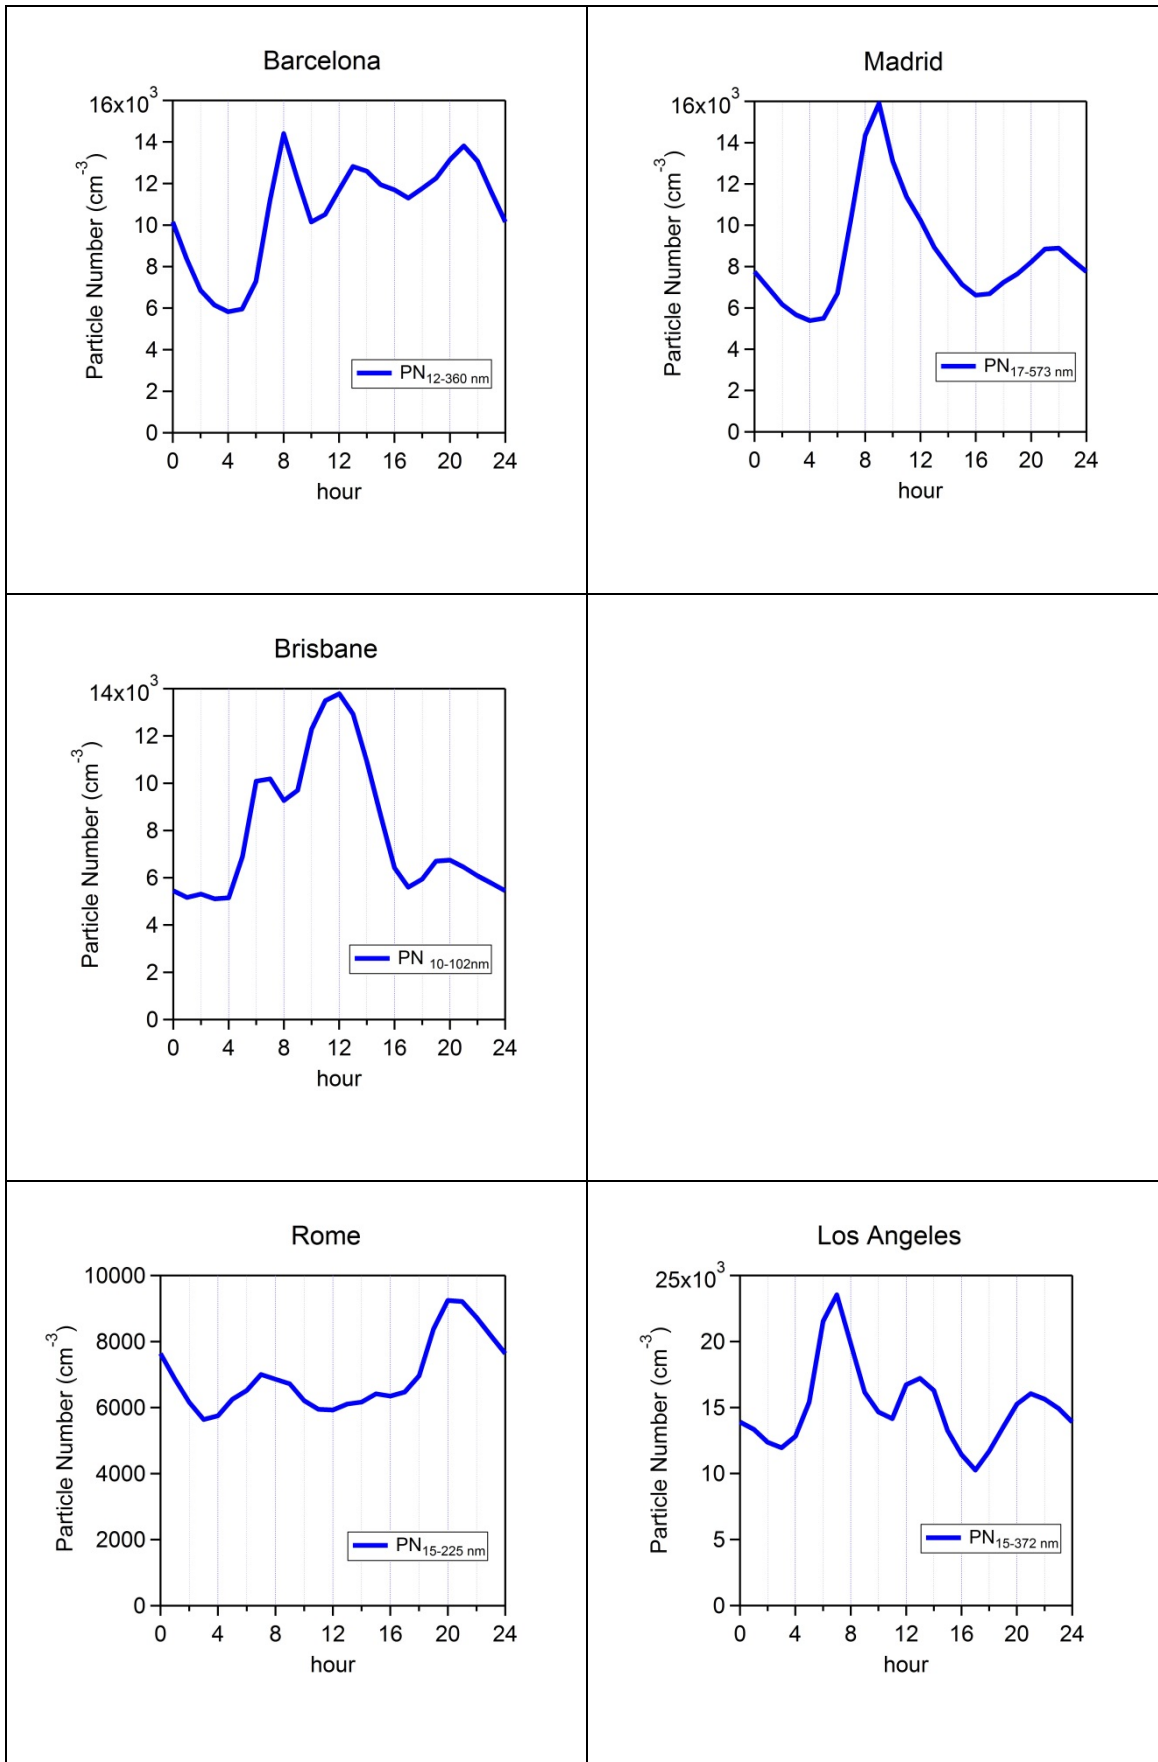 Barcelona
16x10³
14
12
10
8
6
4
2
0
Particle Number (cm⁻³)
PN12-360 nm
0 4 8 12 16 20 24
hour
Madrid
16x10³
14
12
10
8
6
4
2
0
Particle Number (cm⁻³)
PN17-573 nm
0 4 8 12 16 20 24
hour
Brisbane
14x10³
12
10
8
6
4
2
0
Particle Number (cm⁻³)
PN 10-102nm
0 4 8 12 16 20 24
hour
Rome
10000
8000
6000
4000
2000
0
Particle Number (cm⁻³)
PN15-225 nm
0 4 8 12 16 20 24
hour
Los Angeles
25x10³
20
15
10
5
0
Particle Number (cm⁻³)
PN15-372 nm
0 4 8 12 16 20 24
hour